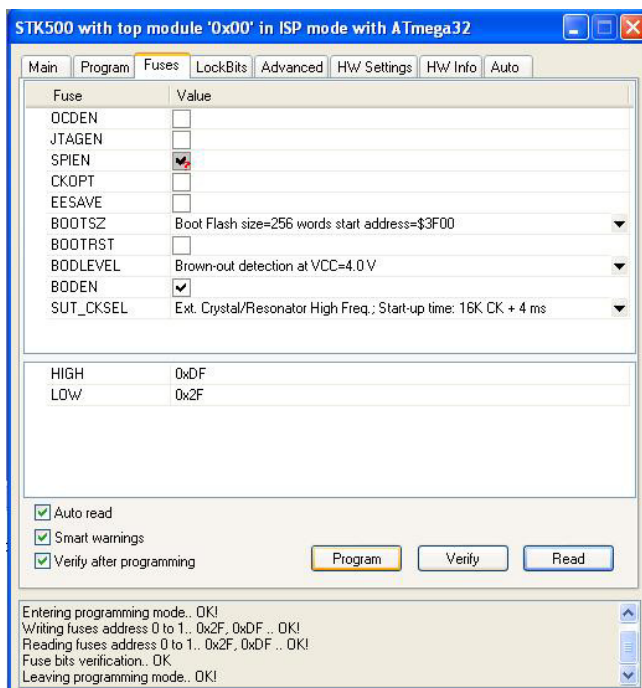 STK500 with top module '0x00' in ISP mode with ATmega32
Main Program Fuses LockBits Advanced HW Settings HW Info Auto
Fuse Value
OCDEN
JTAGEN
SPIEN
CKOPT
EESAVE
BOOTSZ Boot Flash size=256 words start address=$3F00
BOOTRST
BODLEVEL Brown-out detection at VCC=4.0 V
BODEN
SUT_CKSEL Ext. Crystal/Resonator High Freq.; Start-up time: 16K CK + 4 ms
HIGH 0xDF
LOW 0x2F
Auto read
Smart warnings
Verify after programming
Program Verify Read
Entering programming mode.. OK!
Writing fuses address 0 to 1.. 0x2F, 0xDF .. OK!
Reading fuses address 0 to 1.. 0x2F, 0xDF .. OK!
Fuse bits verification.. OK
Leaving programming mode.. OK!